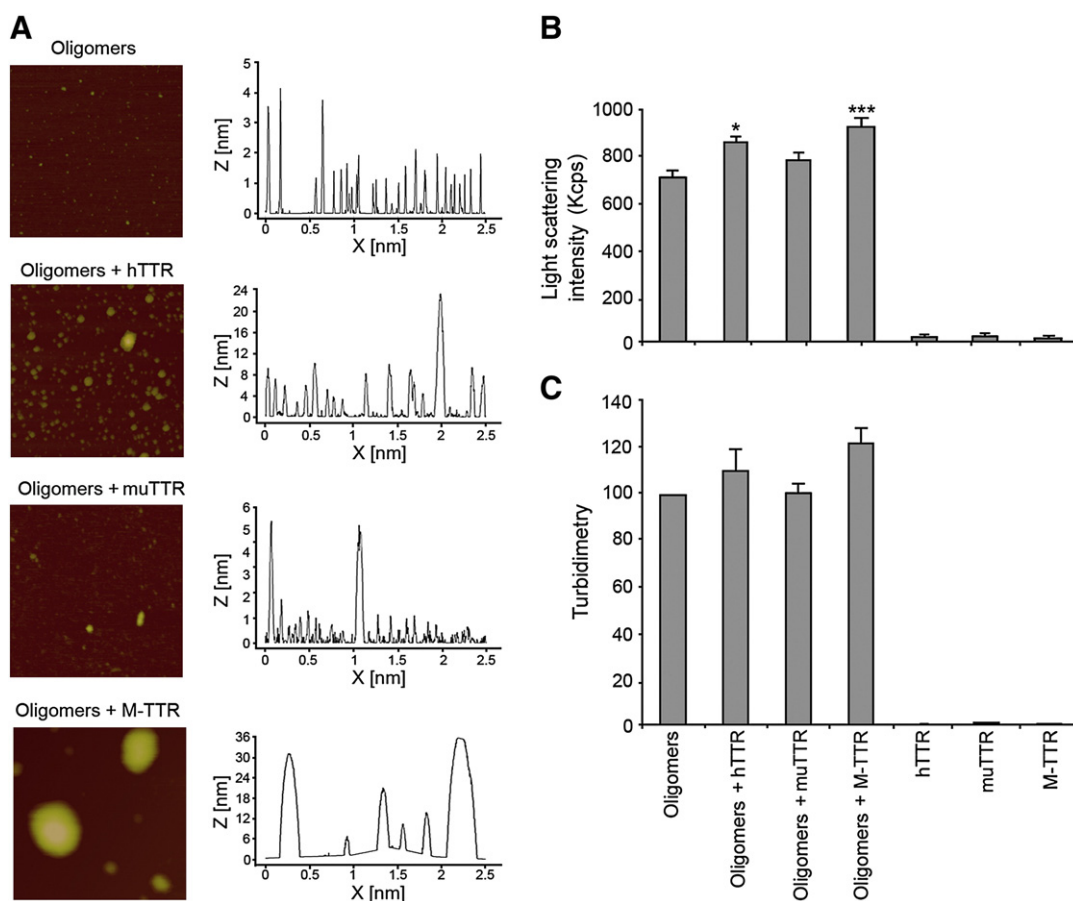 A
Oligomers
Z [nm]
5
4
3
2
1
0
0 0.5 1 1.5 2 2.5
X [nm]
Oligomers + hTTR
Z [nm]
24
20
16
12
8
4
0
0 0.5 1 1.5 2 2.5
X [nm]
Oligomers + muTTR
Z [nm]
6
5
4
3
2
1
0
0 0.5 1 1.5 2 2.5
X [nm]
Oligomers + M-TTR
Z [nm]
36
30
24
18
12
6
0
0 0.5 1 1.5 2 2.5
X [nm]
B
Light scattering
intensity (Kcps)
1000
800
600
400
200
0
*
***
C
Turbidimetry
140
120
100
80
60
40
20
0
Oligomers
Oligomers + hTTR
Oligomers + muTTR
Oligomers + M-TTR
hTTR
muTTR
M-TTR